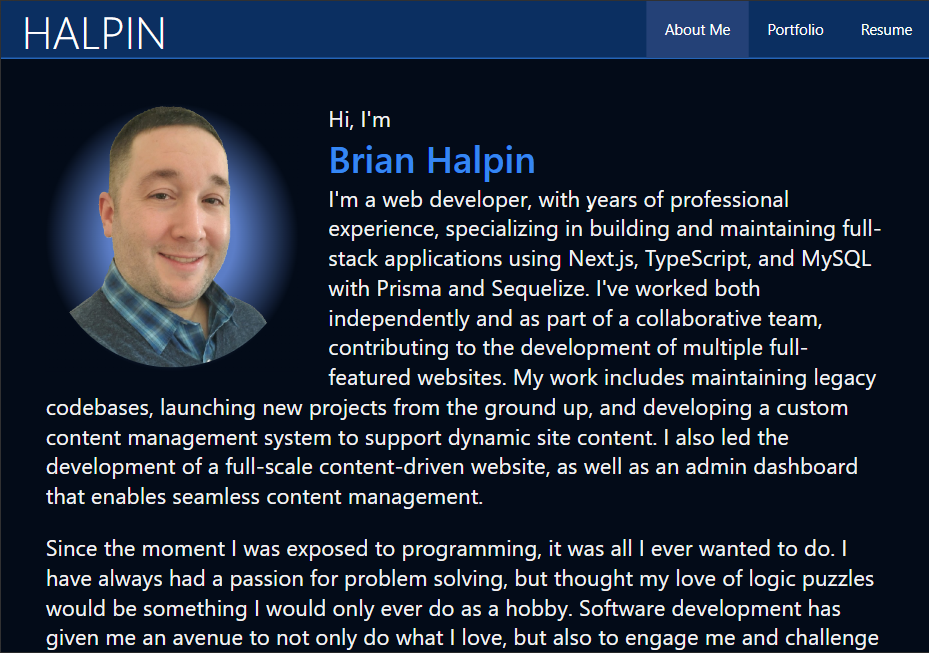 HALPIN
About Me
Portfolio
Resume
Hi, I'm
Brian Halpin
I'm a web developer, with years of professional
experience, specializing in building and maintaining full-
stack applications using Next.js, TypeScript, and MySQL
with Prisma and Sequelize. I've worked both
independently and as part of a collaborative team,
contributing to the development of multiple full-
featured websites. My work includes maintaining legacy
codebases, launching new projects from the ground up, and developing a custom
content management system to support dynamic site content. I also led the
development of a full-scale content-driven website, as well as an admin dashboard
that enables seamless content management.
Since the moment I was exposed to programming, it was all I ever wanted to do. I
have always had a passion for problem solving, but thought my love of logic puzzles
would be something I would only ever do as a hobby. Software development has
given me an avenue to not only do what I love, but also to engage me and challenge